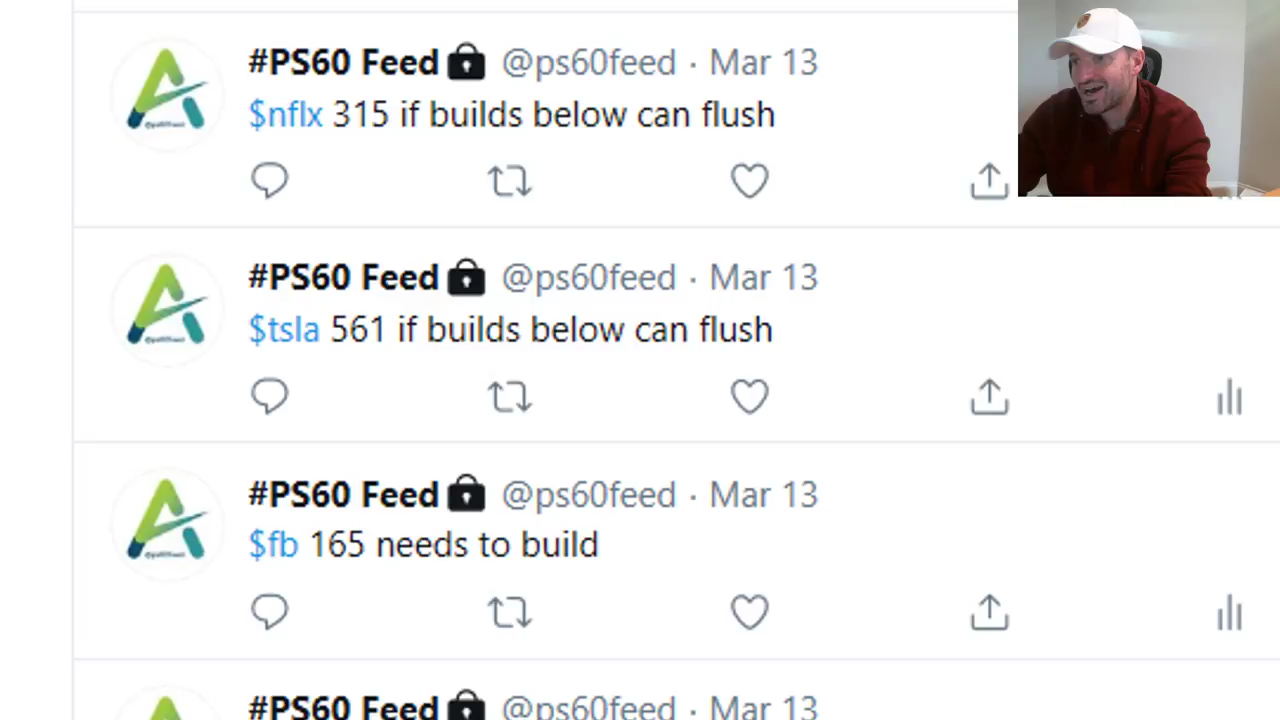 #PS60 Feed @ps60feed · Mar 13
$nflx 315 if builds below can flush
#PS60 Feed @ps60feed · Mar 13
$tsla 561 if builds below can flush
#PS60 Feed @ps60feed · Mar 13
$fb 165 needs to build
#PS60 Feed @ps60feed · Mar 13